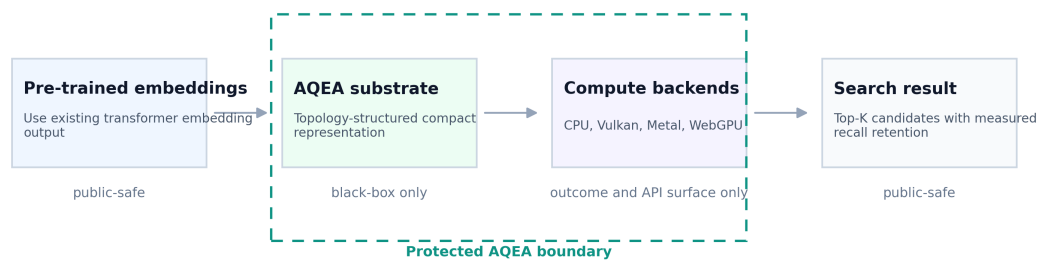 Pre-trained embeddings
Use existing transformer embedding
output
public-safe
AQEA substrate
Topology-structured compact
representation
black-box only
Compute backends
CPU, Vulkan, Metal, WebGPU
outcome and API surface only
Search result
Top-K candidates with measured
recall retention
public-safe
Protected AQEA boundary